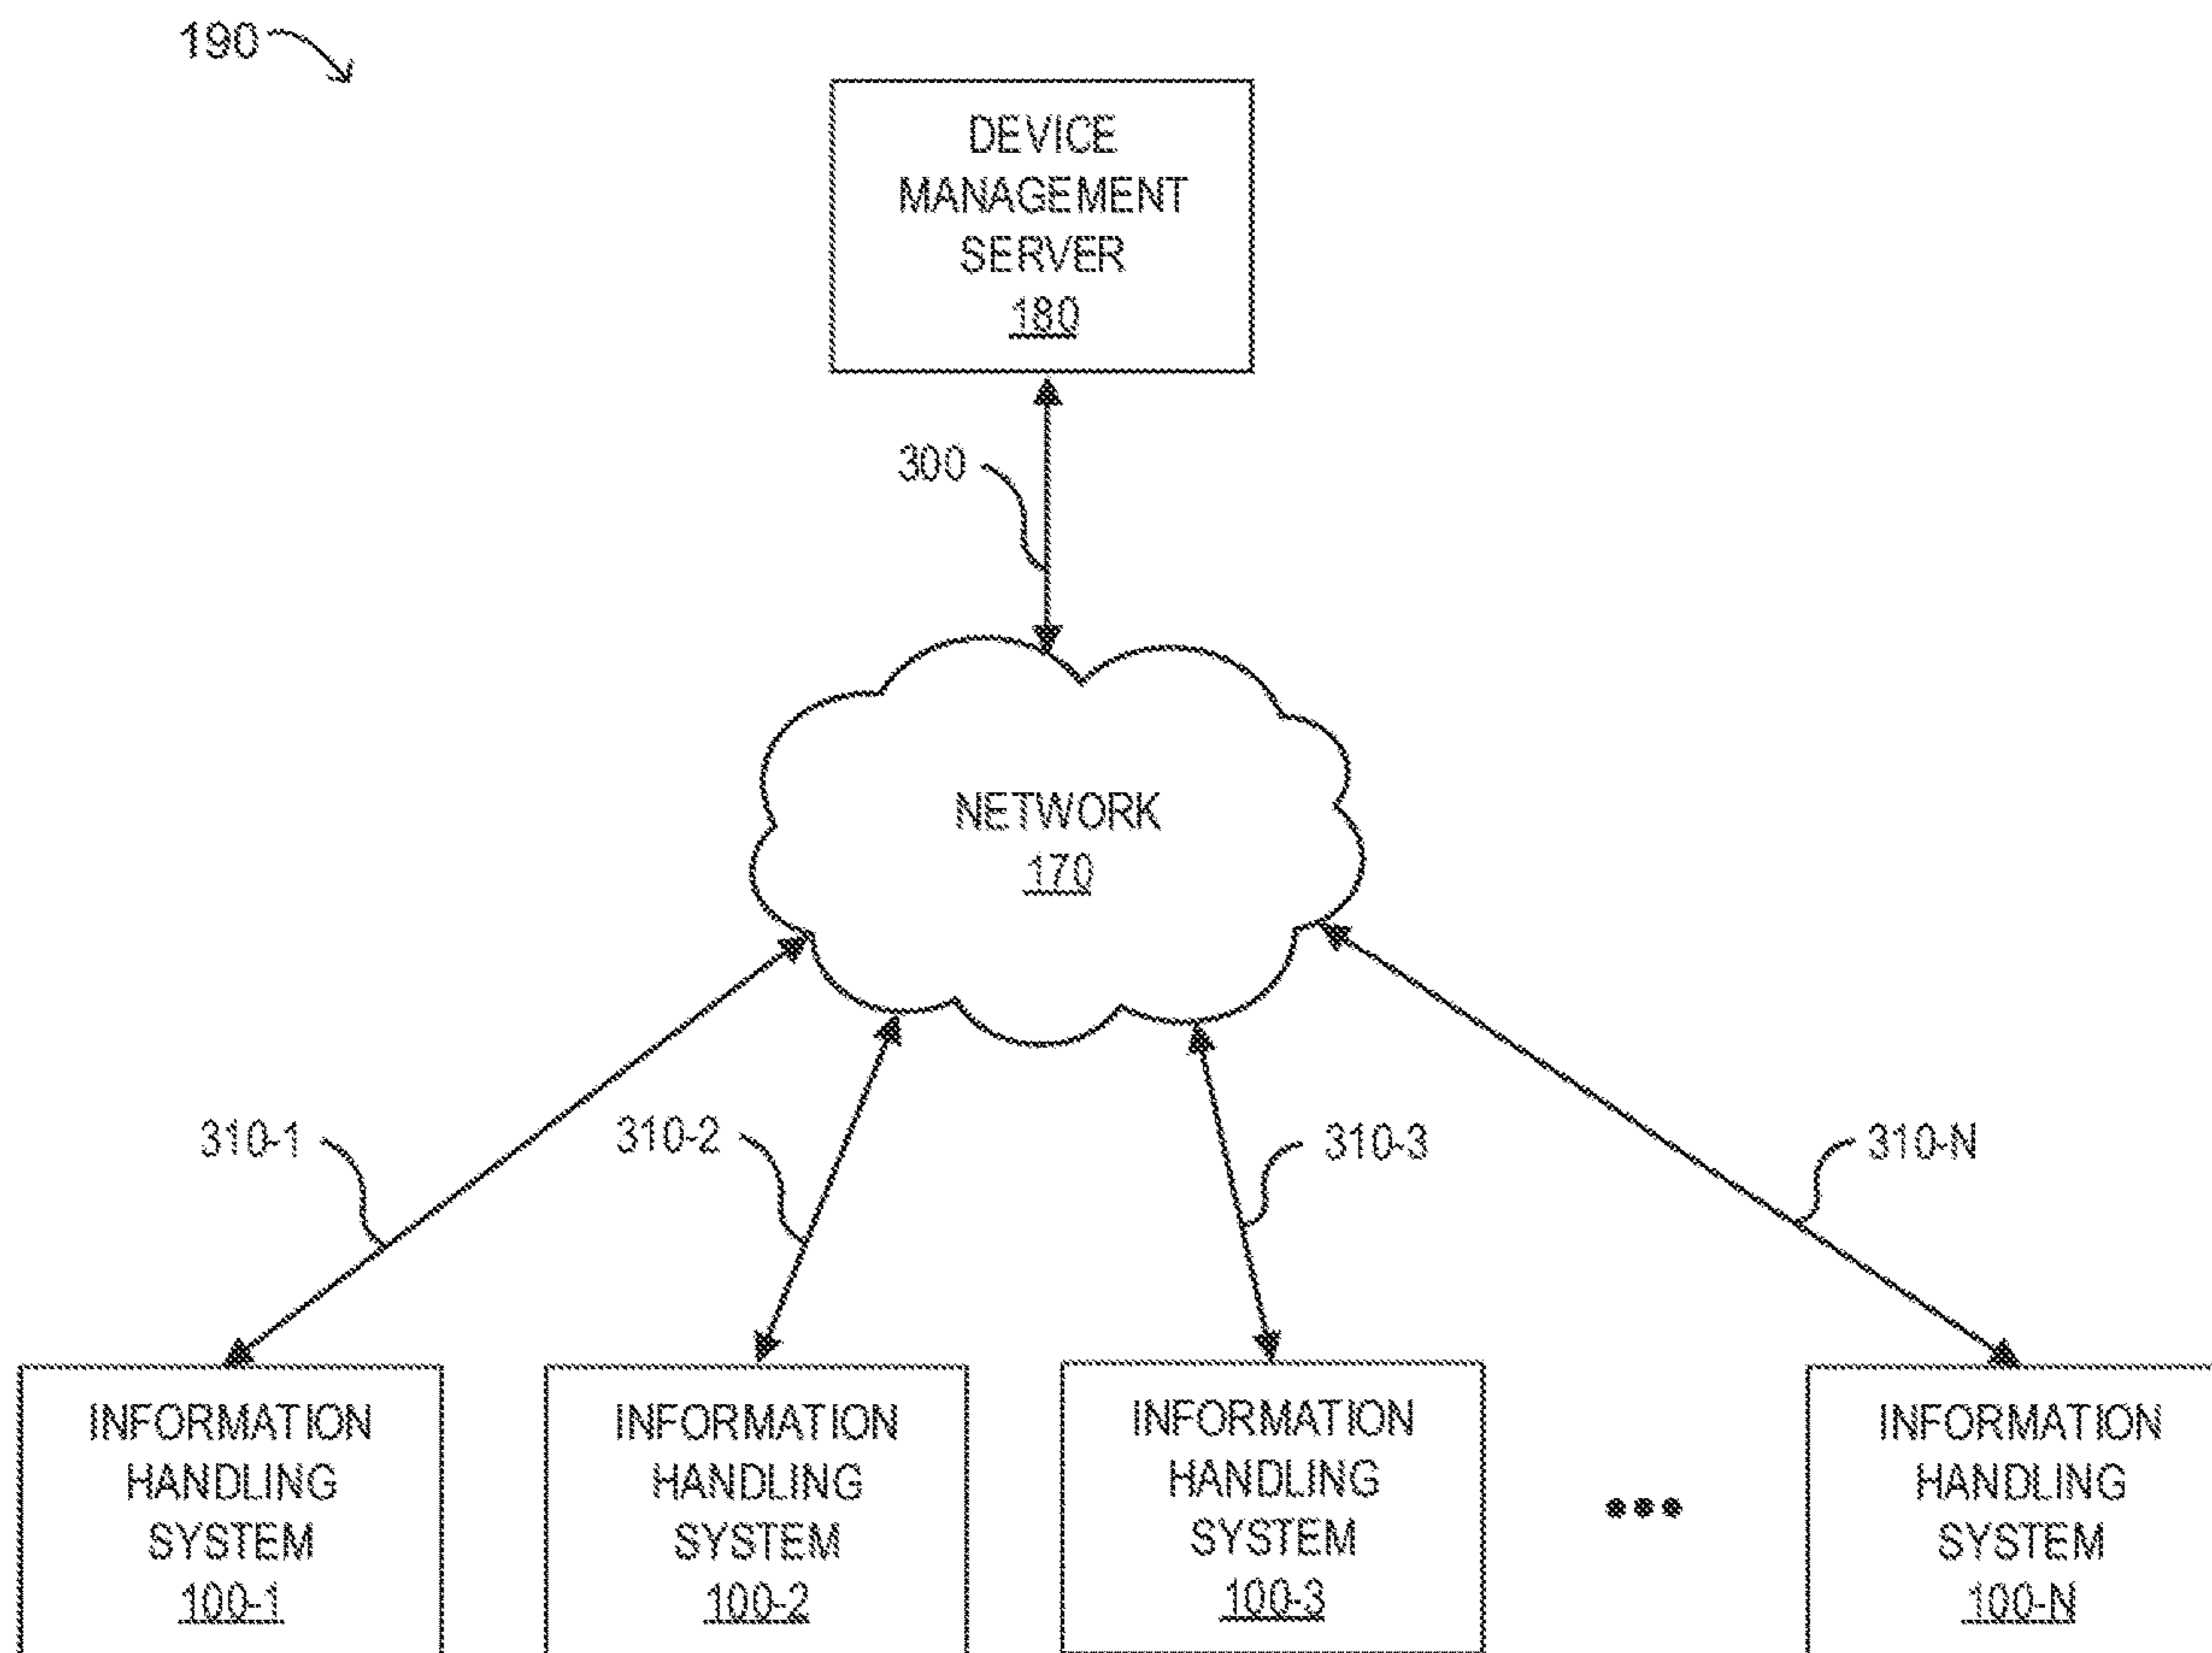 190
DEVICE
MANAGEMENT
SERVER
180
300
NETWORK
170
310-1
310-2
310-3
310-N
INFORMATION
HANDLING
SYSTEM
100-1
INFORMATION
HANDLING
SYSTEM
100-2
INFORMATION
HANDLING
SYSTEM
100-3
•••
INFORMATION
HANDLING
SYSTEM
100-N